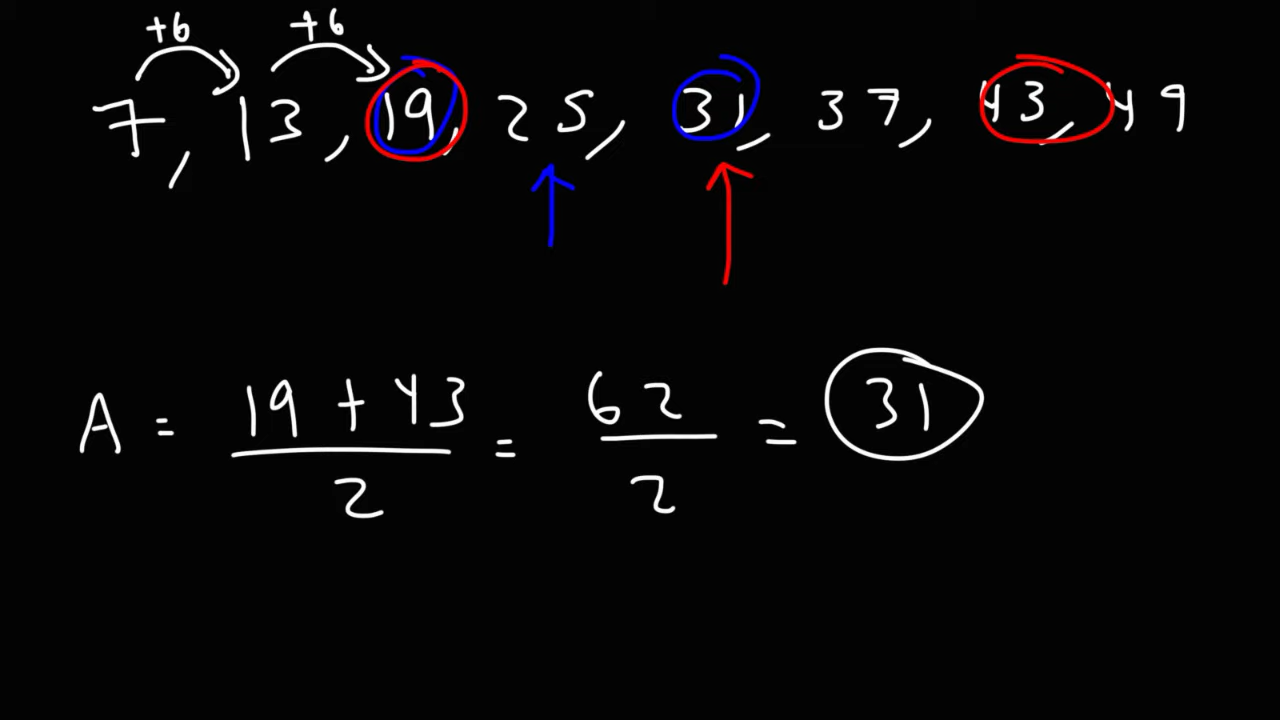 +6 +6
7, 13, 19, 25, 31, 37, 43, 49
A = 19 + 43 / 2 = 62 / 2 = 31